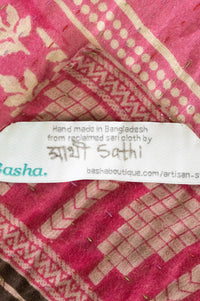 Hand made in Bangladesh
from reclaimed sari cloth by
সাথী Sathi
Basha.
bashaboutique.com/artisan-s